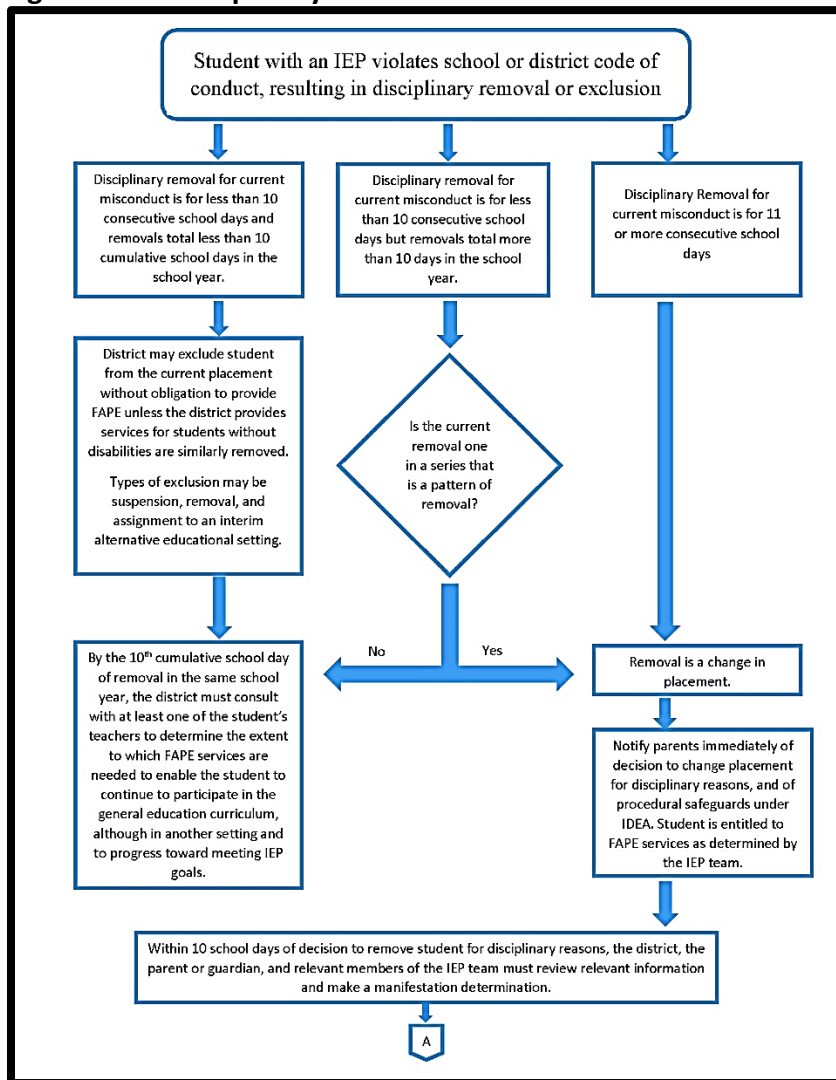 Student with an IEP violates school or district code of
conduct, resulting in disciplinary removal or exclusion
Disciplinary removal for current
misconduct is for less than 10
consecutive school days and
removals total less than 10
cumulative school days in the
school year.
Disciplinary removal for
current misconduct is for less
than 10 consecutive school
days but removals total more
than 10 days in the school
year.
Disciplinary Removal for
current misconduct is for 11
or more consecutive school
days
District may exclude student
from the current placement
without obligation to provide
FAPE unless the district provides
services for students without
disabilities are similarly removed.
Types of exclusion may be
suspension, removal, and
assignment to an interim
alternative educational setting.
Is the current
removal one
in a series that
is a pattern of
removal?
No
Yes
By the 10th cumulative school day
of removal in the same school
year, the district must consult
with at least one of the student's
teachers to determine the extent
to which FAPE services are
needed to enable the student to
continue to participate in the
general education curriculum,
although in another setting and
to progress toward meeting IEP
goals.
Removal is a change in
placement.
Notify parents immediately of
decision to change placement
for disciplinary reasons, and of
procedural safeguards under
IDEA. Student is entitled to
FAPE services as determined by
the IEP team.
Within 10 school days of decision to remove student for disciplinary reasons, the district, the
parent or guardian, and relevant members of the IEP team must review relevant information
and make a manifestation determination.
A